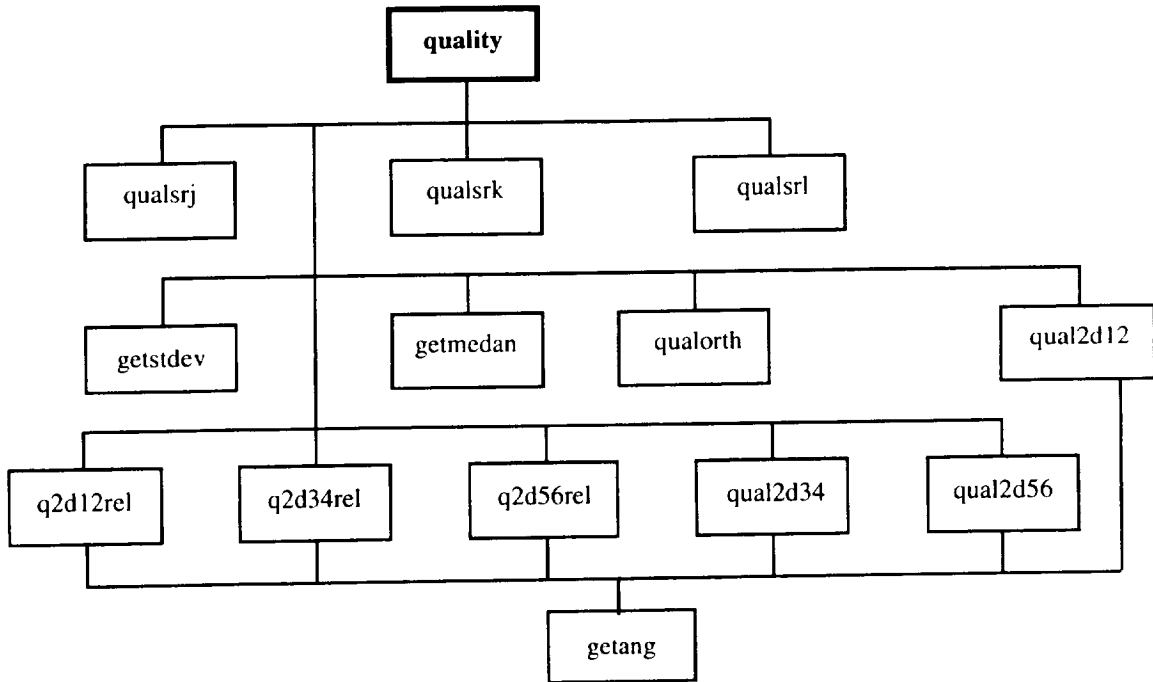 quality
qualsrj
qualsrk
qualsrl
getstdev
getmedan
qualorth
qual2d12
q2d12rel
q2d34rel
q2d56rel
qual2d34
qual2d56
getang